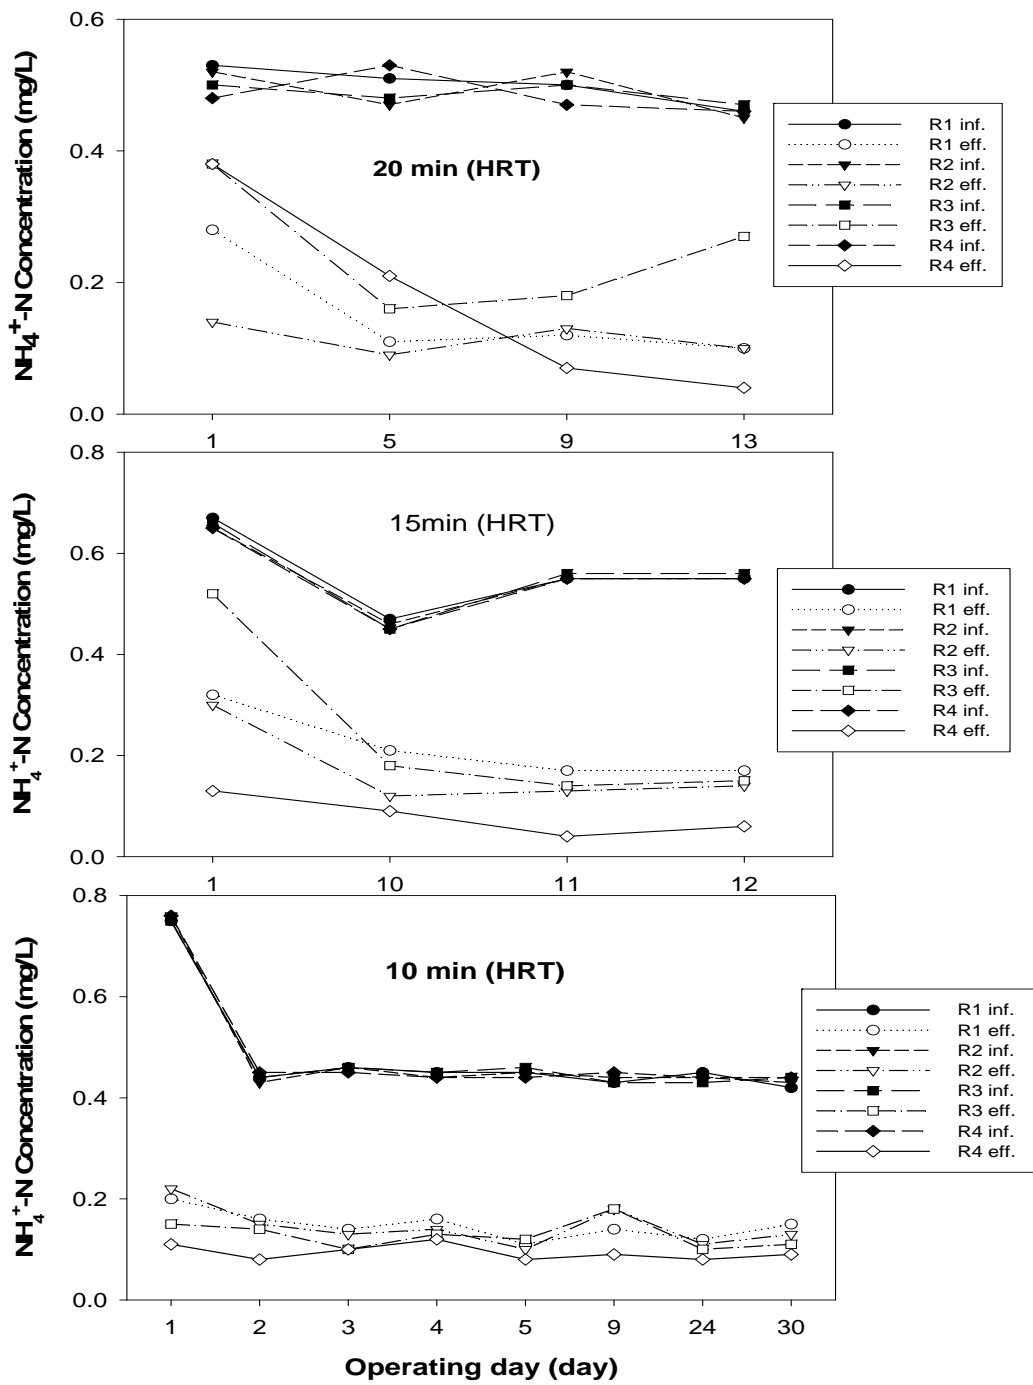 NH4+-N Concentration (mg/L)
0.6
0.4
0.2
0.0
20 min (HRT)
1 5 9 13
R1 inf.
R1 eff.
R2 inf.
R2 eff.
R3 inf.
R3 eff.
R4 inf.
R4 eff.
NH4+-N Concentration (mg/L)
0.8
0.6
0.4
0.2
0.0
15min (HRT)
1 10 11 12
R1 inf.
R1 eff.
R2 inf.
R2 eff.
R3 inf.
R3 eff.
R4 inf.
R4 eff.
NH4+-N Concentration (mg/L)
0.8
0.6
0.4
0.2
0.0
10 min (HRT)
1 2 3 4 5 9 24 30
R1 inf.
R1 eff.
R2 inf.
R2 eff.
R3 inf.
R3 eff.
R4 inf.
R4 eff.
Operating day (day)